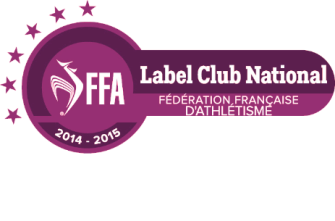 FFA
2014 - 2015
Label Club National
FÉDÉRATION FRANÇAISE
D'ATHLÉTISME